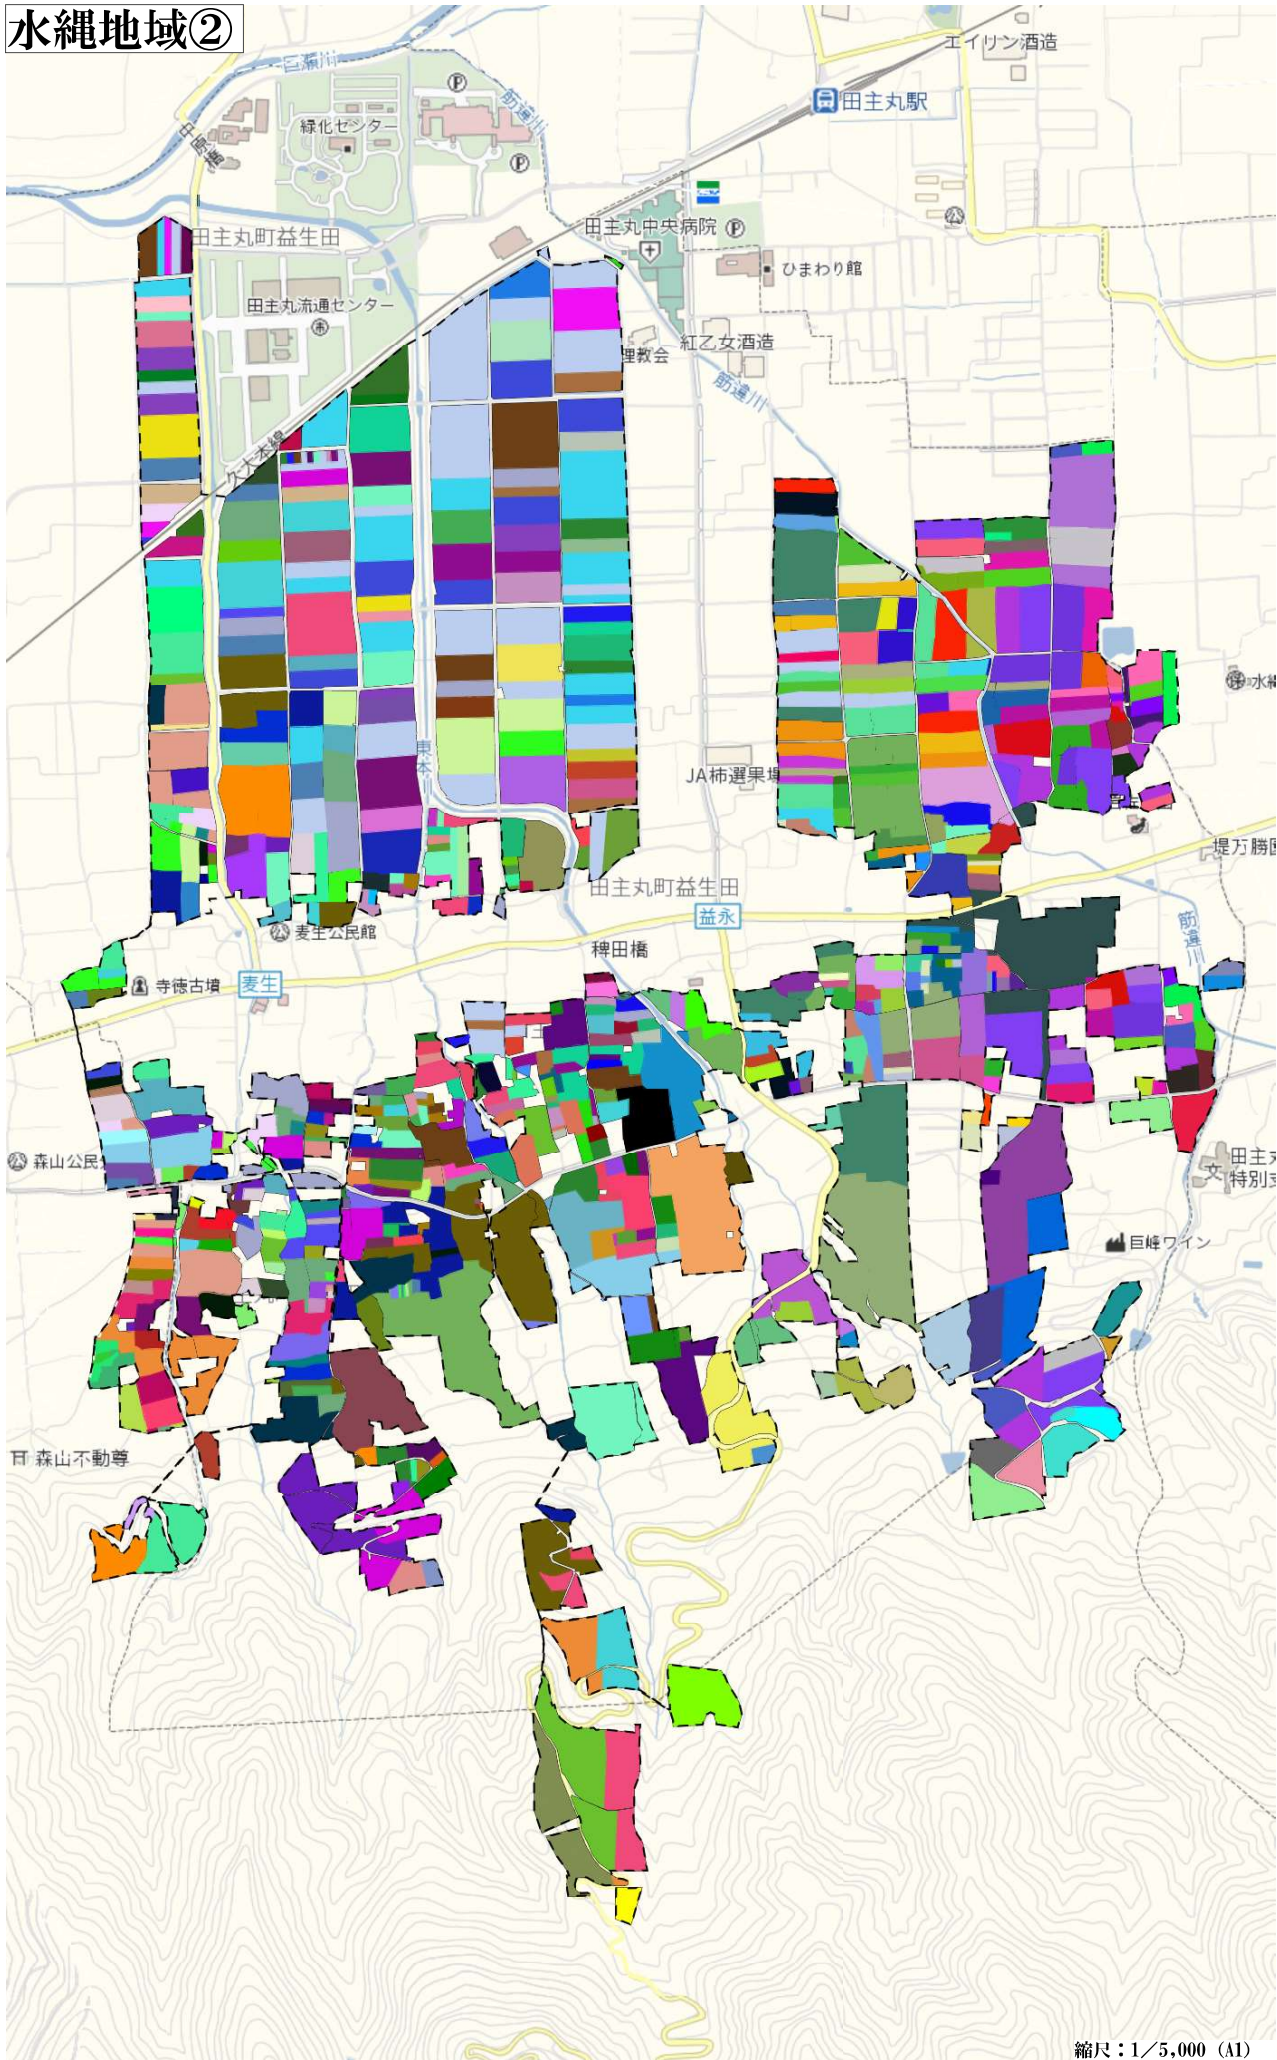 水縄地域②
エイリン酒造
巨瀬川
筋違川
田主丸駅
緑化センター
中原橋
田主丸中央病院
田主丸町益生田
ひまわり館
田主丸流通センター
紅乙女酒造
理教会
筋違川
久大本線
水縄
東本川
JA柿選果場
堤万勝園
田主丸町益生田
益永
筋違川
麦生公民館
稗田橋
寺徳古墳
麦生
森山公民
田主丸
特別支
巨峰ワイン
森山不動尊
縮尺：1／5,000（A1）